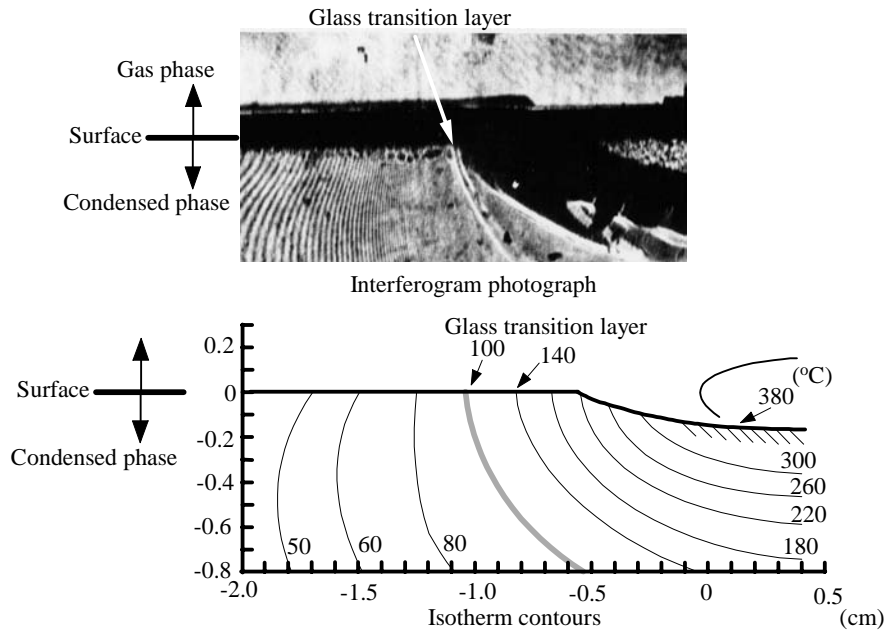 Glass transition layer
Gas phase
Surface
Condensed phase
Interferogram photograph
Glass transition layer
0.2
100
140
(ºC)
Surface
0
380
Condensed phase
-0.2
300
-0.4
260
220
-0.6
50
60
80
180
-0.8
-2.0
-1.5
-1.0
-0.5
0
0.5
Isotherm contours
(cm)